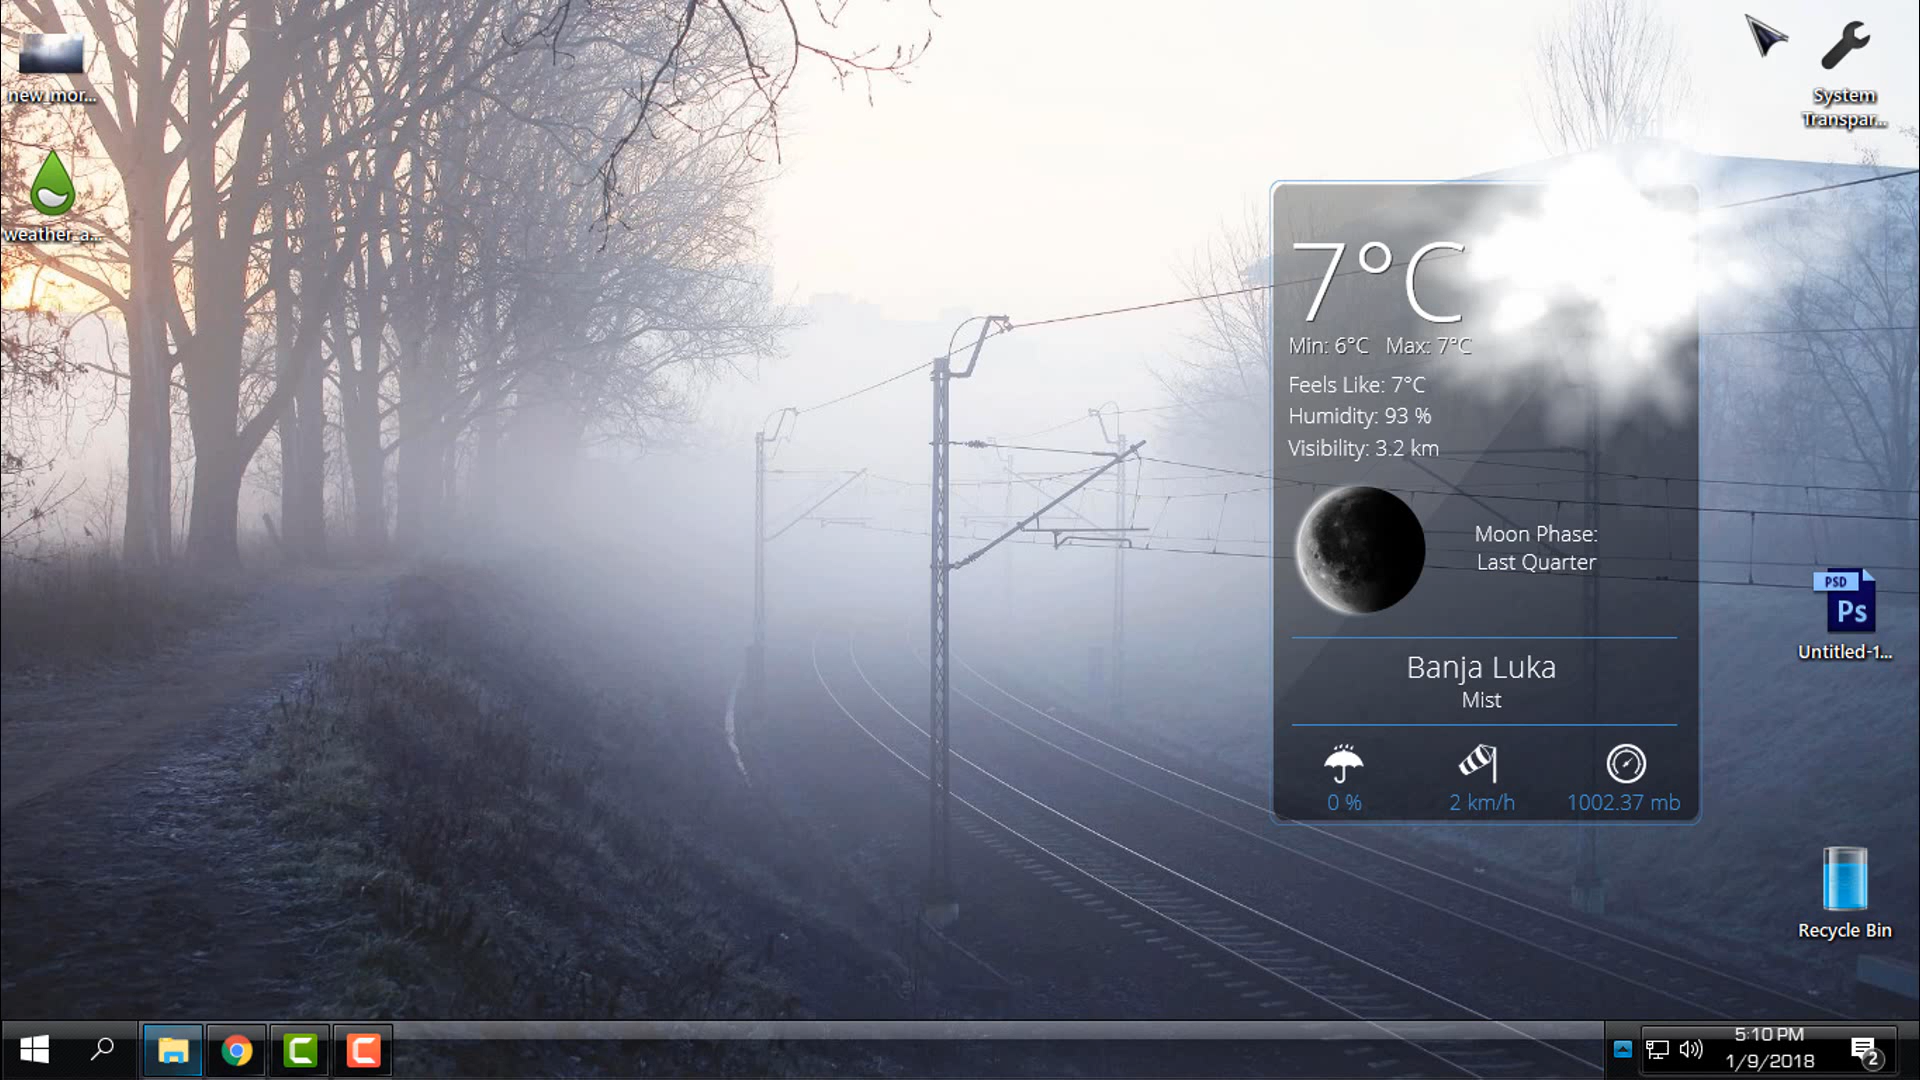 new_mor...
weather_a...
System
Transpar...
7°C
Min: 6°C Max: 7°C
Feels Like: 7°C
Humidity: 93 %
Visibility: 3.2 km
Moon Phase:
Last Quarter
Banja Luka
Mist
0 %
2 km/h
1002.37 mb
PSD
Ps
Untitled-1...
Recycle Bin
5:10 PM
1/9/2018
2